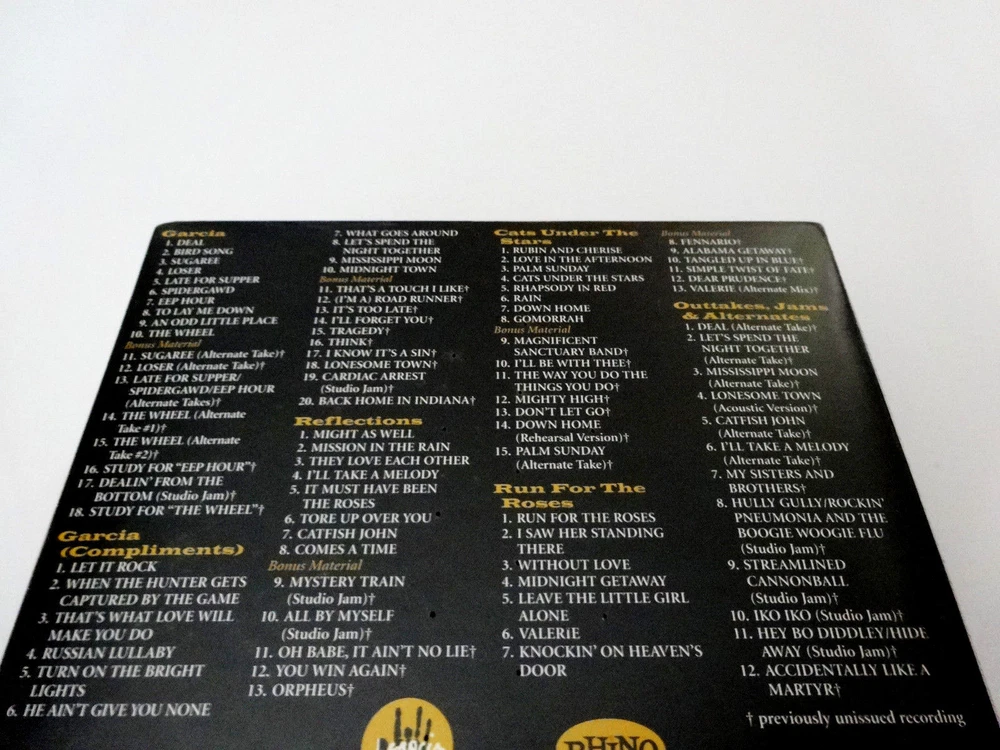 Garcia
1. DEAL
2. BIRD SONG
3. SUGAREE
4. LOSER
5. LATE FOR SUPPER
6. SPIDERGAWD
7. EEP HOUR
8. TO LAY ME DOWN
9. AN ODD LITTLE PLACE
10. THE WHEEL
Bonus Material
11. SUGAREE (Alternate Take)†
12. LOSER (Alternate Take)†
13. LATE FOR SUPPER/
SPIDERGAWD/EEP HOUR
(Alternate Takes)†
14. THE WHEEL (Alternate
Take #1)†
15. THE WHEEL (Alternate
Take #2)†
16. STUDY FOR "EEP HOUR"†
17. DEALIN' FROM THE
BOTTOM (Studio Jam)†
18. STUDY FOR "THE WHEEL"†
Garcia
(Compliments)
1. LET IT ROCK
2. WHEN THE HUNTER GETS
CAPTURED BY THE GAME
3. THAT'S WHAT LOVE WILL
MAKE YOU DO
4. RUSSIAN LULLABY
5. TURN ON THE BRIGHT
LIGHTS
6. HE AIN'T GIVE YOU NONE
7. WHAT GOES AROUND
8. LET'S SPEND THE
NIGHT TOGETHER
9. MISSISSIPPI MOON
10. MIDNIGHT TOWN
Bonus Material
11. THAT'S A TOUCH I LIKE†
12. (I'M A) ROAD RUNNER†
13. IT'S TOO LATE†
14. I'LL FORGET YOU†
15. TRAGEDY†
16. THINK†
17. I KNOW IT'S A SIN†
18. LONESOME TOWN†
19. CARDIAC ARREST
(Studio Jam)†
20. BACK HOME IN INDIANA†
Reflections
1. MIGHT AS WELL
2. MISSION IN THE RAIN
3. THEY LOVE EACH OTHER
4. I'LL TAKE A MELODY
5. IT MUST HAVE BEEN
THE ROSES
6. TORE UP OVER YOU
7. CATFISH JOHN
8. COMES A TIME
Bonus Material
9. MYSTERY TRAIN
(Studio Jam)†
10. ALL BY MYSELF
(Studio Jam)†
11. OH BABE, IT AIN'T NO LIE†
12. YOU WIN AGAIN†
13. ORPHEUS†
Cats Under The
Stars
1. RUBIN AND CHERISE
2. LOVE IN THE AFTERNOON
3. PALM SUNDAY
4. CATS UNDER THE STARS
5. RHAPSODY IN RED
6. RAIN
7. DOWN HOME
8. GOMORRAH
Bonus Material
9. MAGNIFICENT
SANCTUARY BAND†
10. I'LL BE WITH THEE†
11. THE WAY YOU DO THE
THINGS YOU DO†
12. MIGHTY HIGH†
13. DON'T LET GO†
14. DOWN HOME
(Rehearsal Version)†
15. PALM SUNDAY
(Alternate Take)†
Run For The
Roses
1. RUN FOR THE ROSES
2. I SAW HER STANDING
THERE
3. WITHOUT LOVE
4. MIDNIGHT GETAWAY
5. LEAVE THE LITTLE GIRL
ALONE
6. VALERIE
7. KNOCKIN' ON HEAVEN'S
DOOR
Bonus Material
8. FENNARIO†
9. ALABAMA GETAWAY†
10. TANGLED UP IN BLUE†
11. SIMPLE TWIST OF FATE†
12. DEAR PRUDENCE†
13. VALERIE (Alternate Mix)†
Outtakes, Jams
& Alternates
1. DEAL (Alternate Take)†
2. LET'S SPEND THE
NIGHT TOGETHER
(Alternate Take)†
3. MISSISSIPPI MOON
(Alternate Take)†
4. LONESOME TOWN
(Acoustic Version)†
5. CATFISH JOHN
(Alternate Take)†
6. I'LL TAKE A MELODY
(Alternate Take)†
7. MY SISTERS AND
BROTHERS†
8. HULLY GULLY/ROCKIN'
PNEUMONIA AND THE
BOOGIE WOOGIE FLU
(Studio Jam)†
9. STREAMLINED
CANNONBALL
(Studio Jam)†
10. IKO IKO (Studio Jam)†
11. HEY BO DIDDLEY/HIDE
AWAY (Studio Jam)†
12. ACCIDENTALLY LIKE A
MARTYR†
† previously unissued recording
RHINO